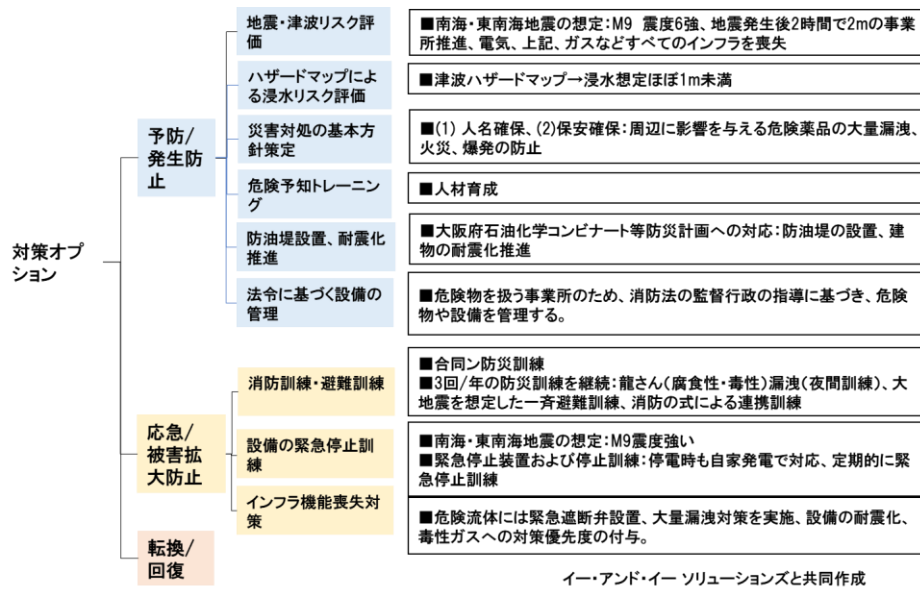 地震・津波リスク評
価
■南海・東南海地震の想定：M9 震度6強、地震発生後2時間で2mの事業
所推進、電気、上記、ガスなどすべてのインフラを喪失
ハザードマップによ
る浸水リスク評価
■津波ハザードマップ→浸水想定ほぼ1m未満
予防/
発生防
止
災害対処の基本方
針策定
■(1) 人名確保、(2)保安確保：周辺に影響を与える危険薬品の大量漏洩、
火災、爆発の防止
危険予知トレーニン
グ
■人材育成
対策オプ
ション
防油堤設置、耐震化
推進
■大阪府石油化学コンビナート等防災計画への対応：防油堤の設置、建
物の耐震化推進
法令に基づく設備の
管理
■危険物を扱う事業所のため、消防法の監督行政の指導に基づき、危険
物や設備を管理する。
消防訓練・避難訓練
■合同ン防災訓練
■3回/年の防災訓練を継続：龍さん(腐食性・毒性)漏洩(夜間訓練)、大
地震を想定した一斉避難訓練、消防の式による連携訓練
応急/
被害拡
大防止
設備の緊急停止訓
練
■南海・東南海地震の想定：M9震度強い
■緊急停止装置および停止訓練：停電時も自家発電で対応、定期的に緊
急停止訓練
インフラ機能喪失対
策
■危険流体には緊急遮断弁設置、大量漏洩対策を実施、設備の耐震化、
毒性ガスへの対策優先度の付与。
転換/
回復
イー・アンド・イー ソリューションズと共同作成